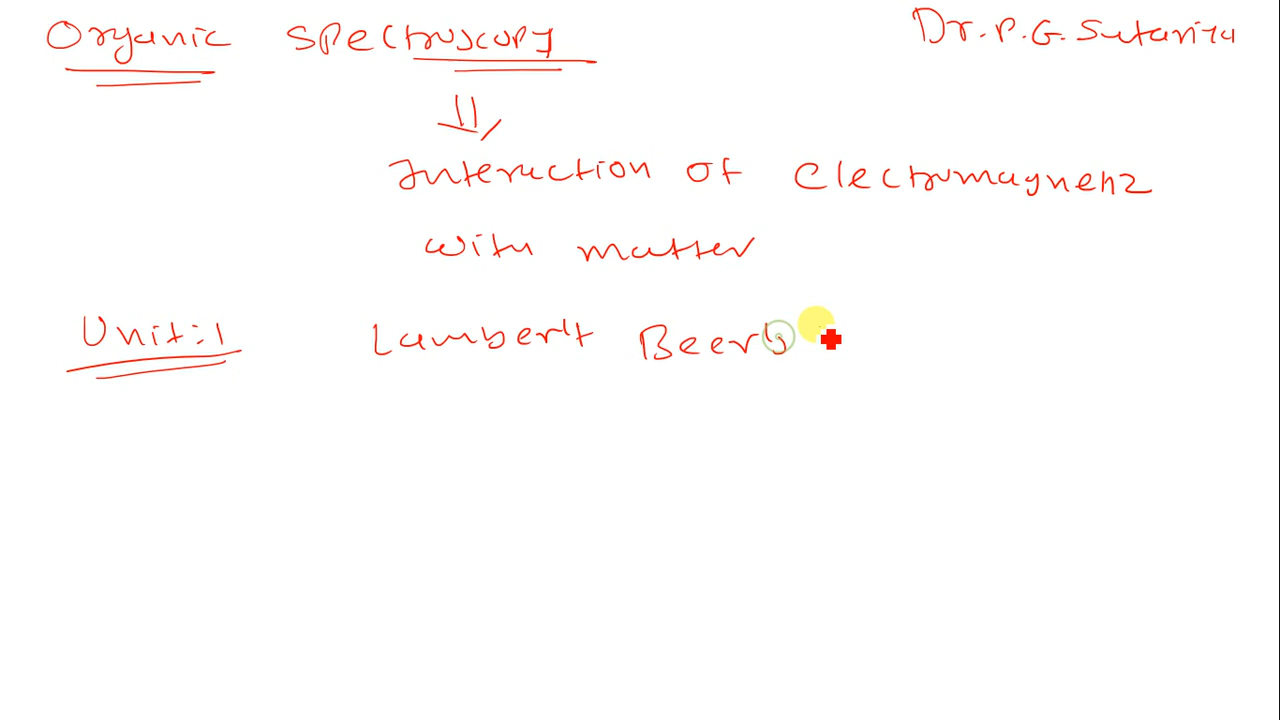 Organic Spectroscopy
Dr. P. G. Sutariya
Interaction of Electromagnetic
with matter
Unit:1 Lambert Beer's